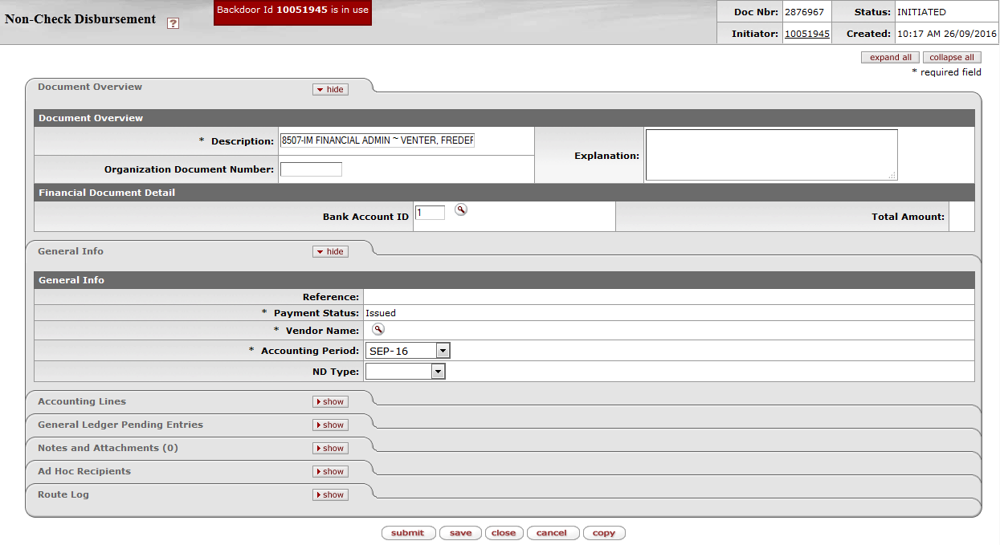 Non-Check Disbursement ?
Backdoor Id 10051945 is in use
Doc Nbr: 2876967 Status: INITIATED
Initiator: 10051945 Created: 10:17 AM 26/09/2016
expand all collapse all
* required field
Document Overview hide
Document Overview
* Description: 8507-IM FINANCIAL ADMIN ~ VENTER, FREDEF
Explanation:
Organization Document Number:
Financial Document Detail
Bank Account ID 1 Total Amount:
General Info hide
General Info
Reference:
* Payment Status: Issued
* Vendor Name:
* Accounting Period: SEP-16
ND Type:
Accounting Lines show
General Ledger Pending Entries show
Notes and Attachments (0) show
Ad Hoc Recipients show
Route Log show
submit save close cancel copy